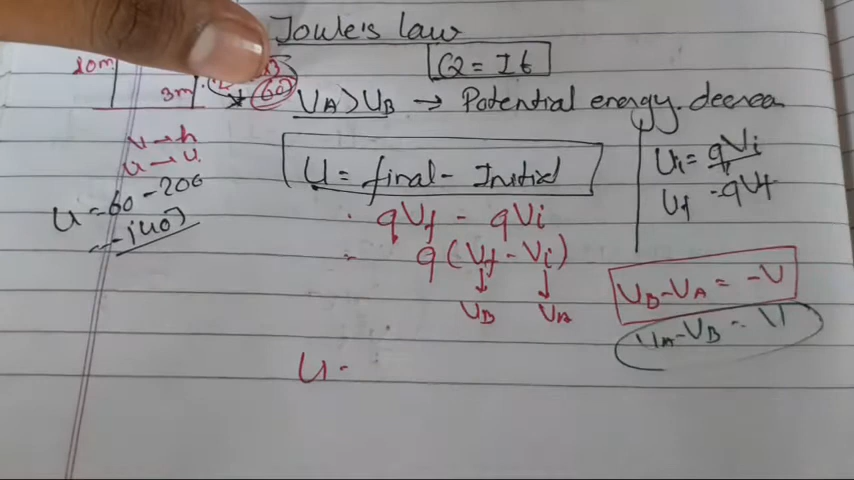 Joule's law
Q = It
10m
3m
60
VA > VB → Potential energy decrea
V → h
u → U
U = final - Initial
Ui = qVi
Uf = qVf
U = 60 - 200
= -140J
qVf - qVi
q(Vf - Vi)
VB VA
VB - VA = -V
VA - VB = V
U =